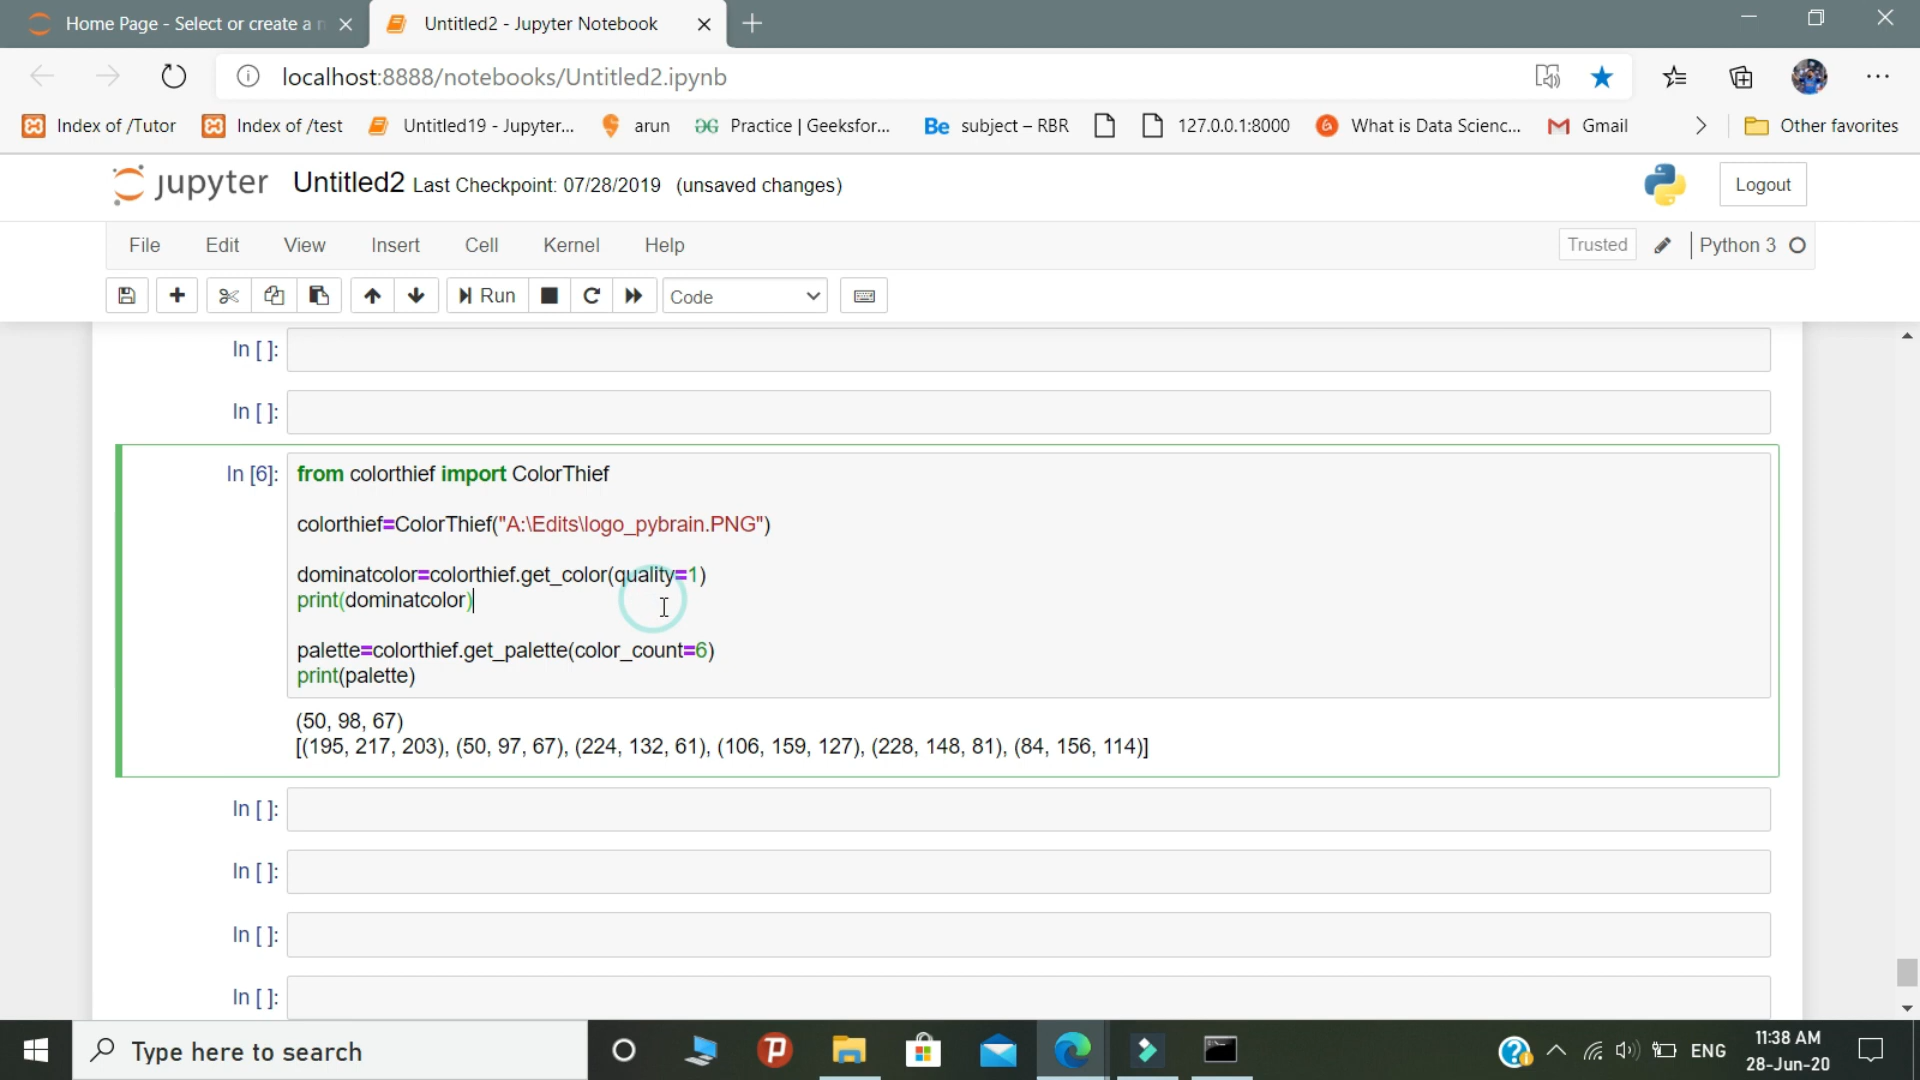 Home Page - Select or create a n
Untitled2 - Jupyter Notebook
localhost:8888/notebooks/Untitled2.ipynb
Index of /Tutor
Index of /test
Untitled19 - Jupyter...
arun
Practice | Geeksfor...
Be subject – RBR
127.0.0.1:8000
What is Data Scienc...
Gmail
Other favorites
jupyter Untitled2 Last Checkpoint: 07/28/2019 (unsaved changes)
Logout
File Edit View Insert Cell Kernel Help
Trusted
Python 3
Run
Code
In [ ]:
In [ ]:
In [6]: from colorthief import ColorThief
colorthief=ColorThief("A:\Edits\logo_pybrain.PNG")
dominatcolor=colorthief.get_color(quality=1)
print(dominatcolor)
palette=colorthief.get_palette(color_count=6)
print(palette)
(50, 98, 67)
[(195, 217, 203), (50, 97, 67), (224, 132, 61), (106, 159, 127), (228, 148, 81), (84, 156, 114)]
In [ ]:
In [ ]:
In [ ]:
In [ ]:
Type here to search
ENG
11:38 AM
28-Jun-20